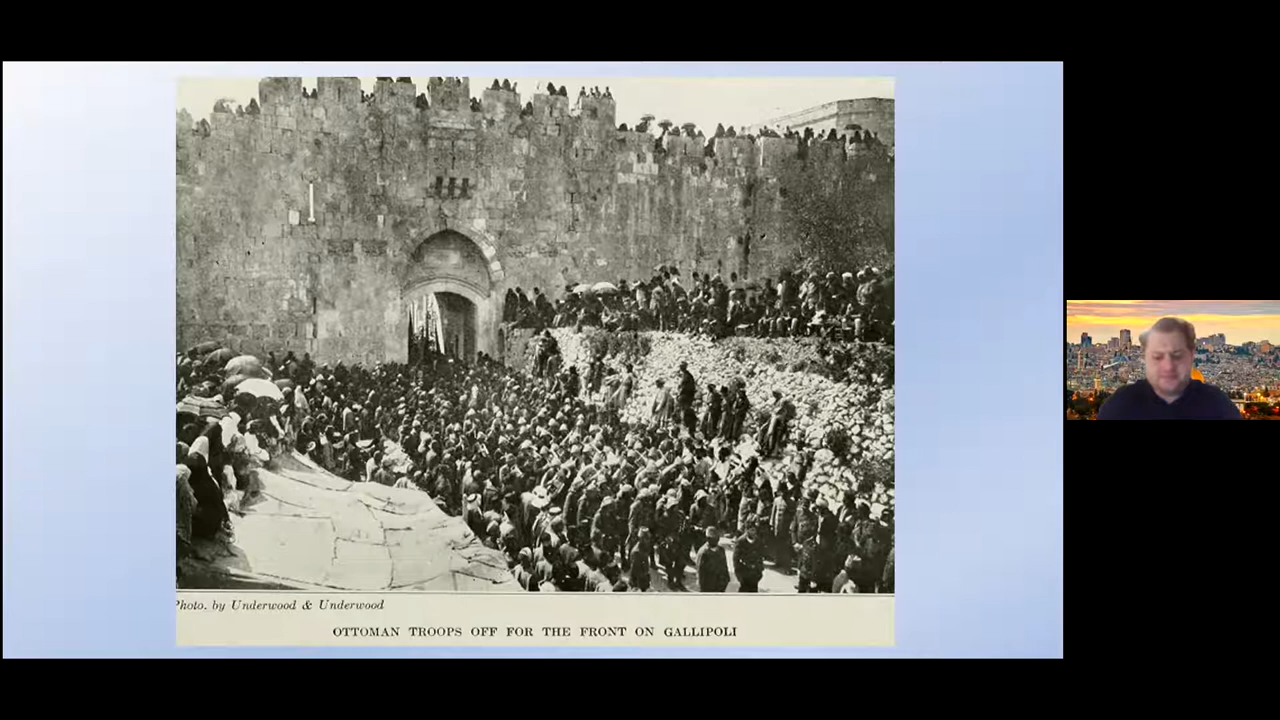 Photo. by Underwood & Underwood
OTTOMAN TROOPS OFF FOR THE FRONT ON GALLIPOLI